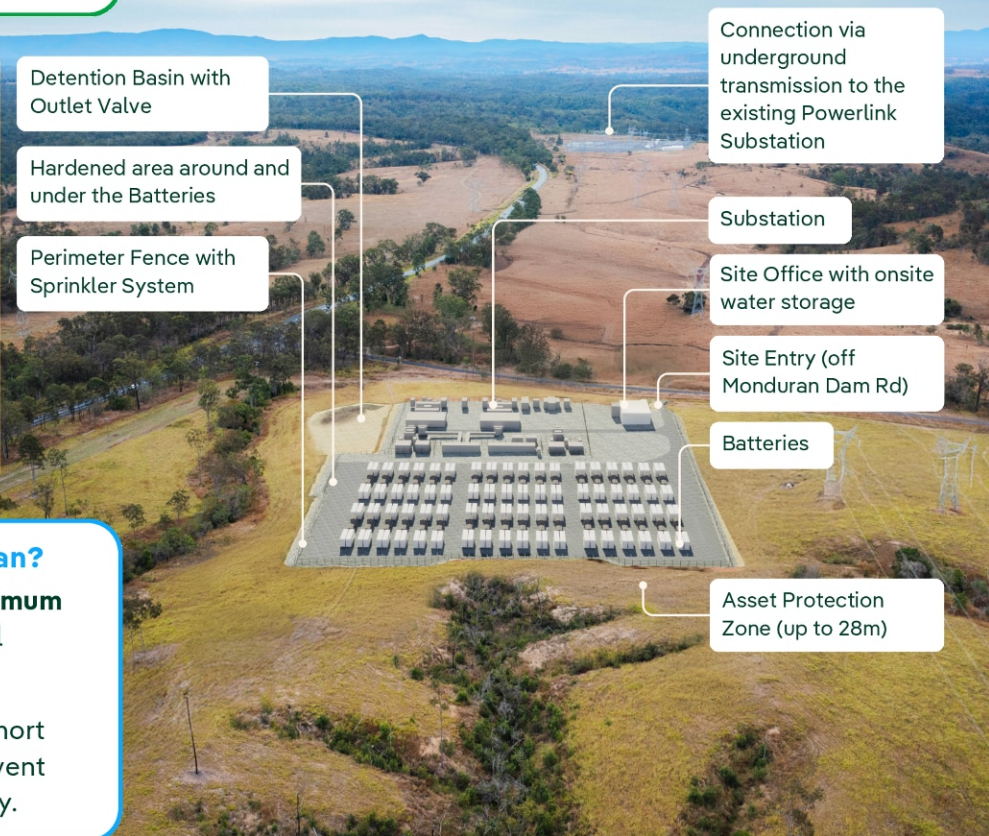 Detention Basin with
Outlet Valve
Hardened area around and
under the Batteries
Perimeter Fence with
Sprinkler System
Connection via
underground
transmission to the
existing Powerlink
Substation
Substation
Site Office with onsite
water storage
Site Entry (off
Monduran Dam Rd)
Batteries
Asset Protection
Zone (up to 28m)
an?
mum
hort
vent
y.